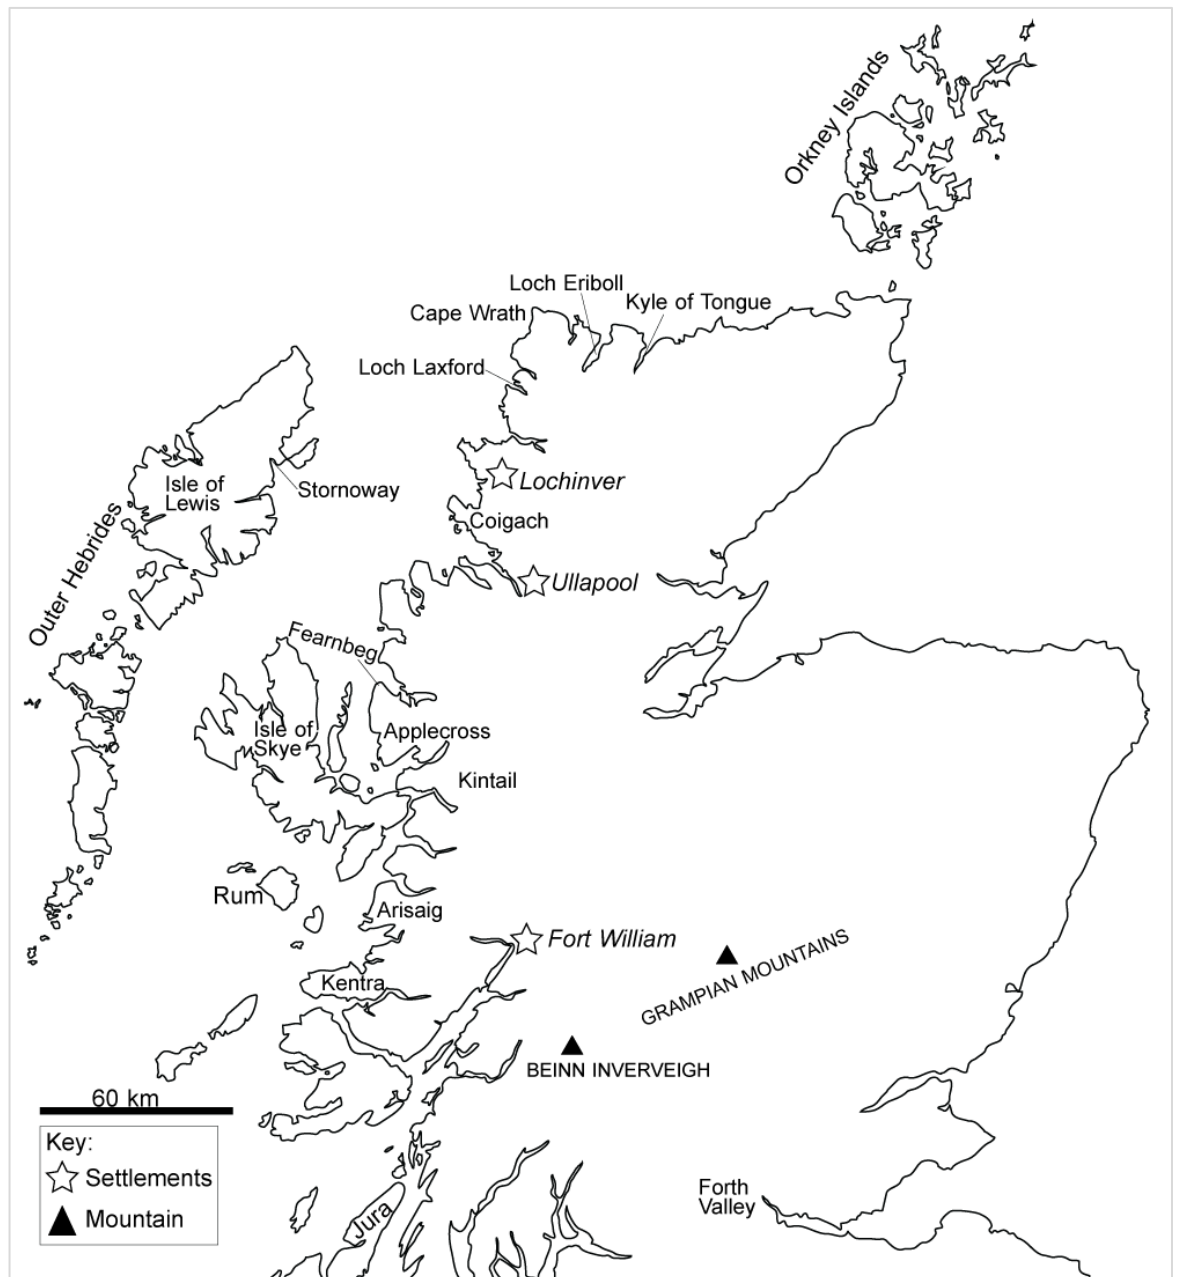 Orkney Islands
Loch Eriboll
Kyle of Tongue
Cape Wrath
Loch Laxford
Isle of
Lewis
Stornoway
Lochinver
Coigach
Outer Hebrides
Ullapool
Fearnbeg
Isle of
Skye
Applecross
Kintail
Rum
Arisaig
Fort William
Kentra
GRAMPIAN MOUNTAINS
BEINN INVERVEIGH
60 km
Key:
Settlements
Mountain
Forth
Valley
Jura